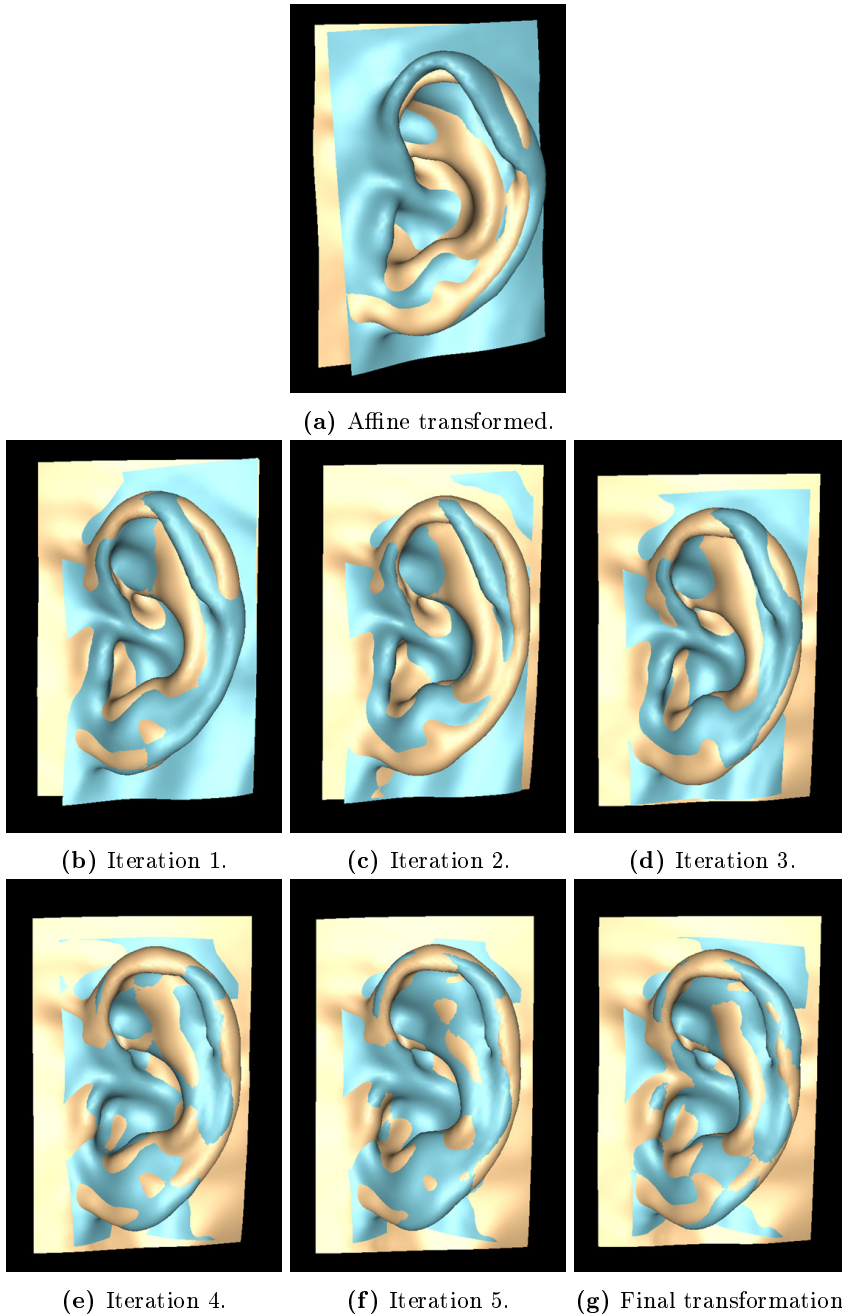 (a) Affine transformed.
(b) Iteration 1.
(c) Iteration 2.
(d) Iteration 3.
(e) Iteration 4.
(f) Iteration 5.
(g) Final transformation